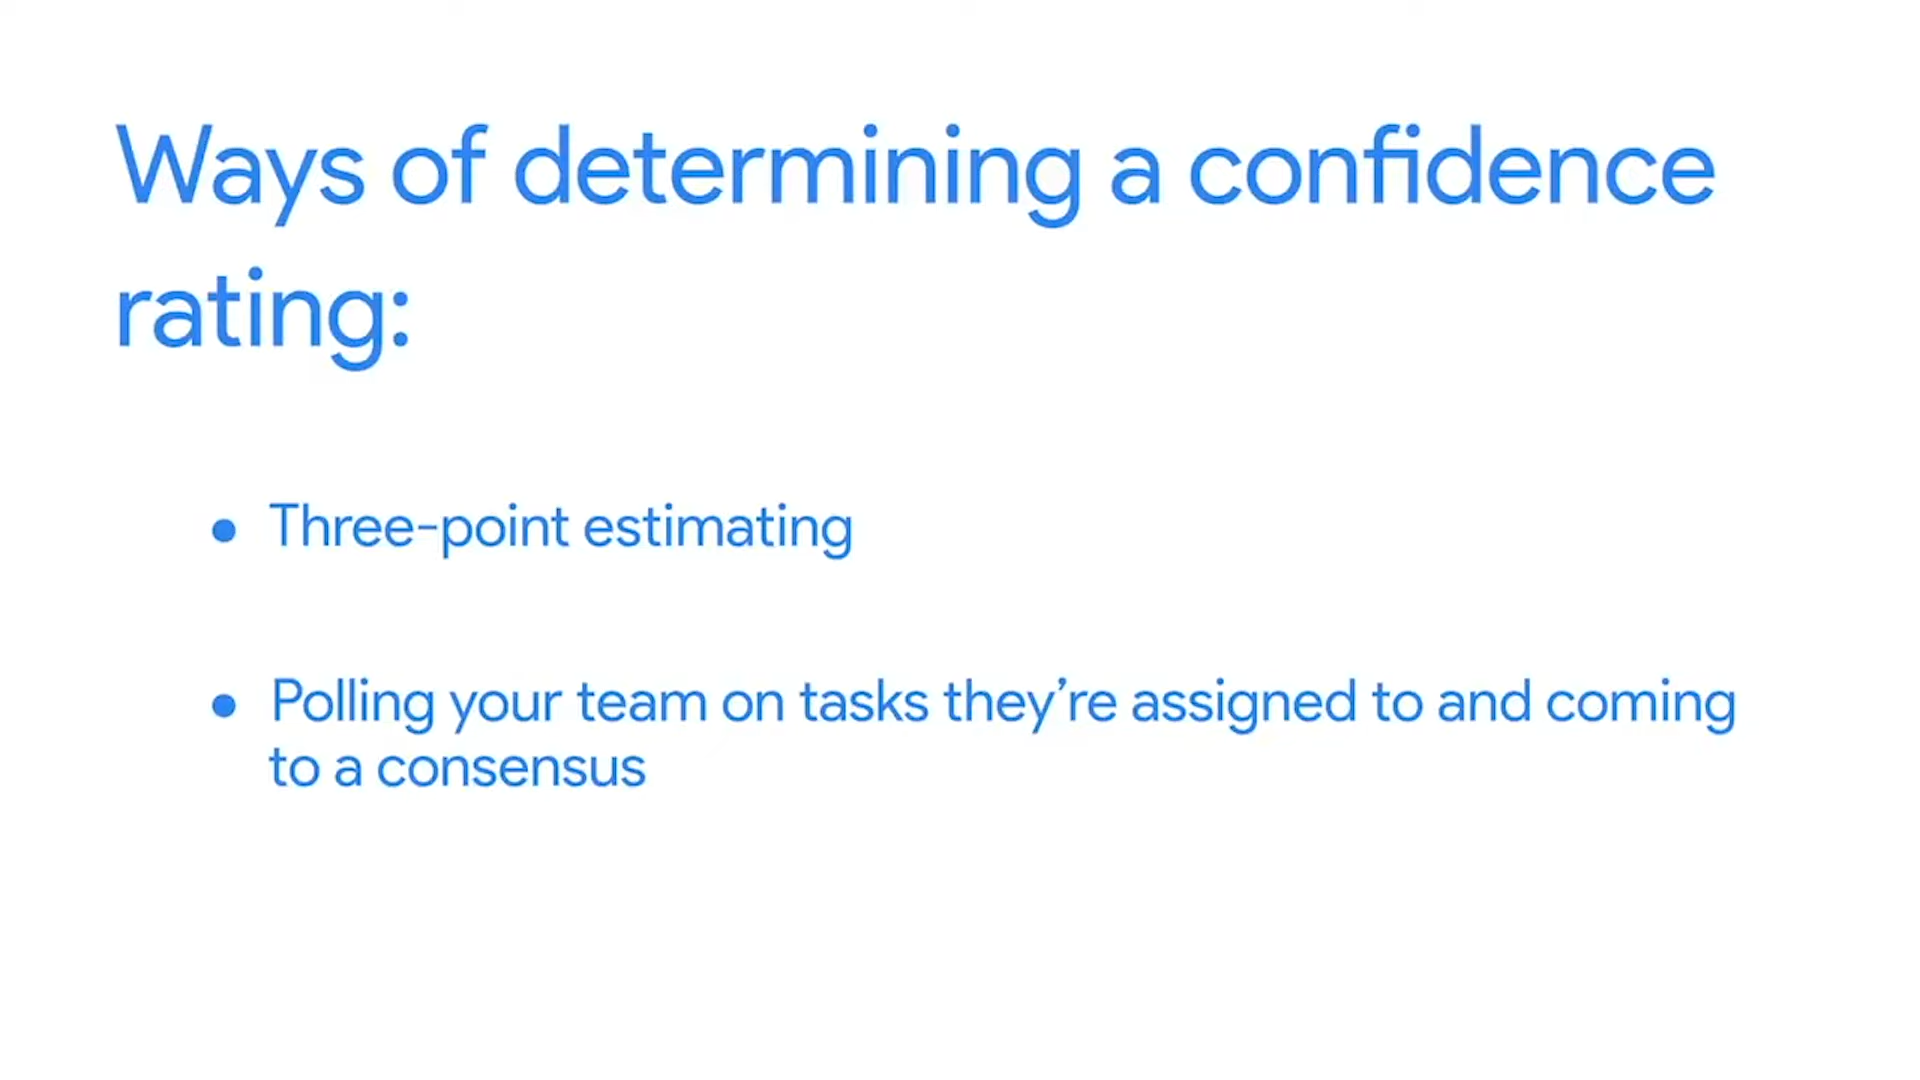 Ways of determining a confidence
rating:
● Three-point estimating
● Polling your team on tasks they’re assigned to and coming
to a consensus